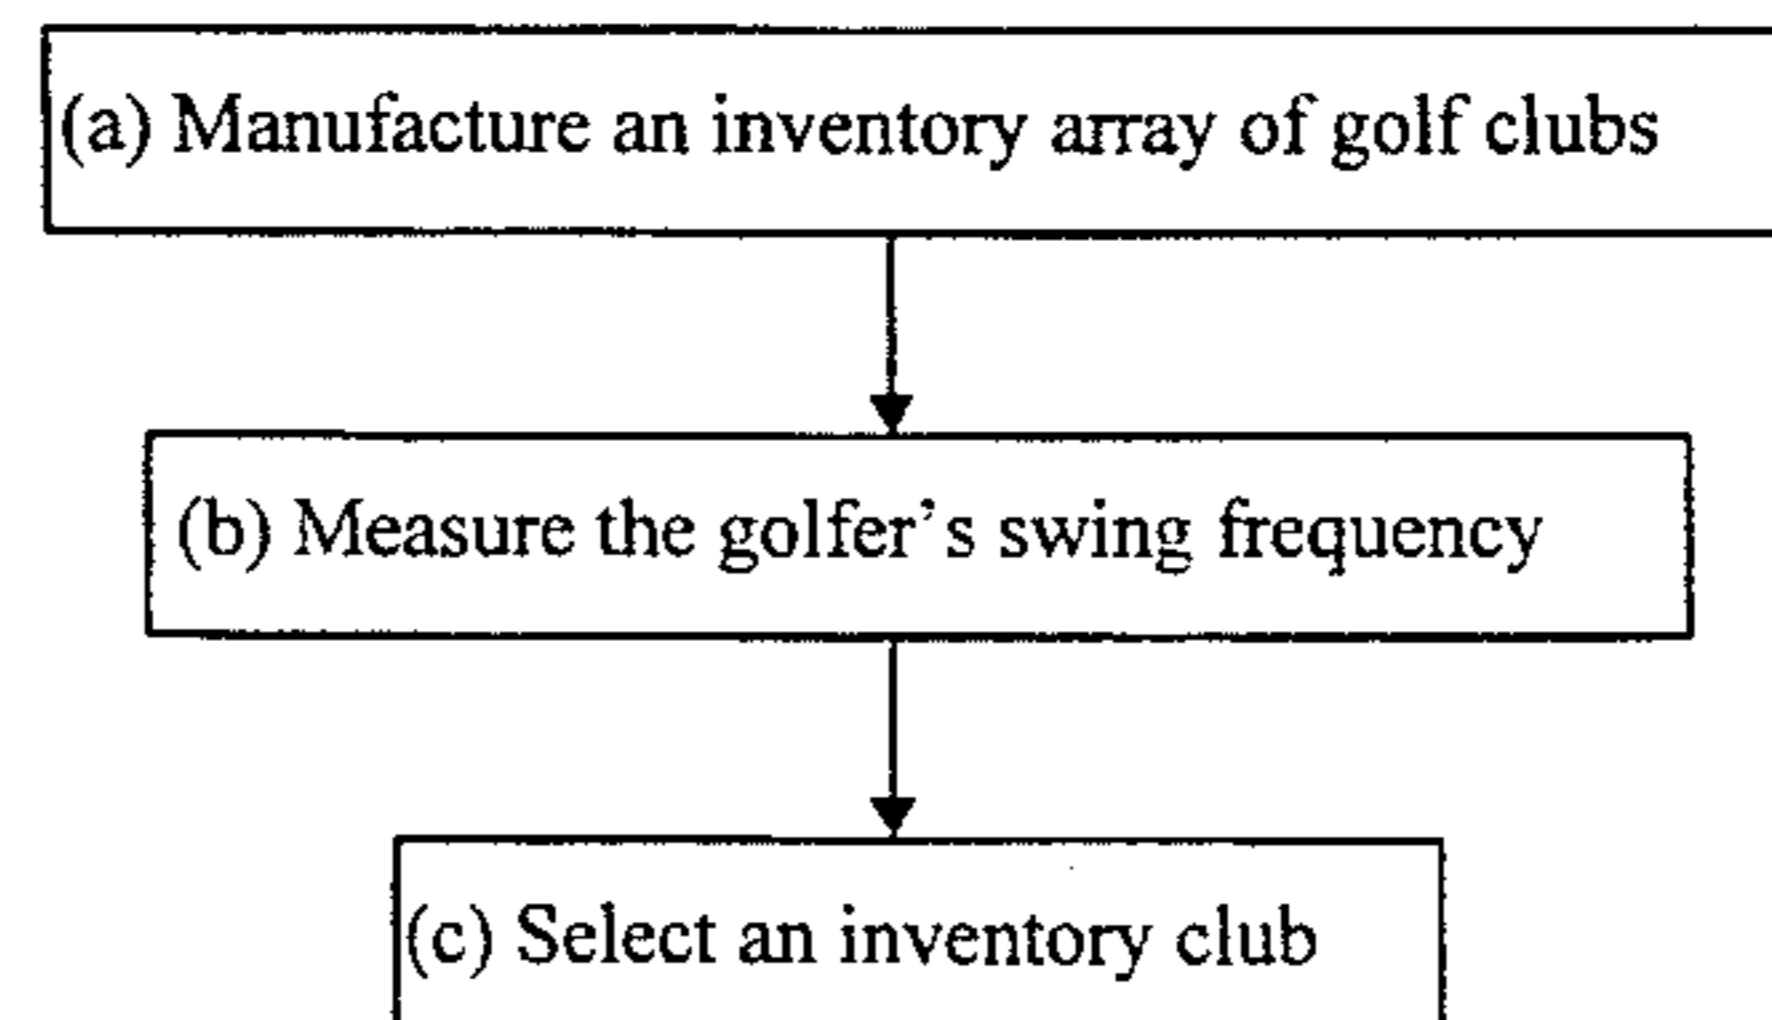 (a) Manufacture an inventory array of golf clubs
(b) Measure the golfer's swing frequency
(c) Select an inventory club